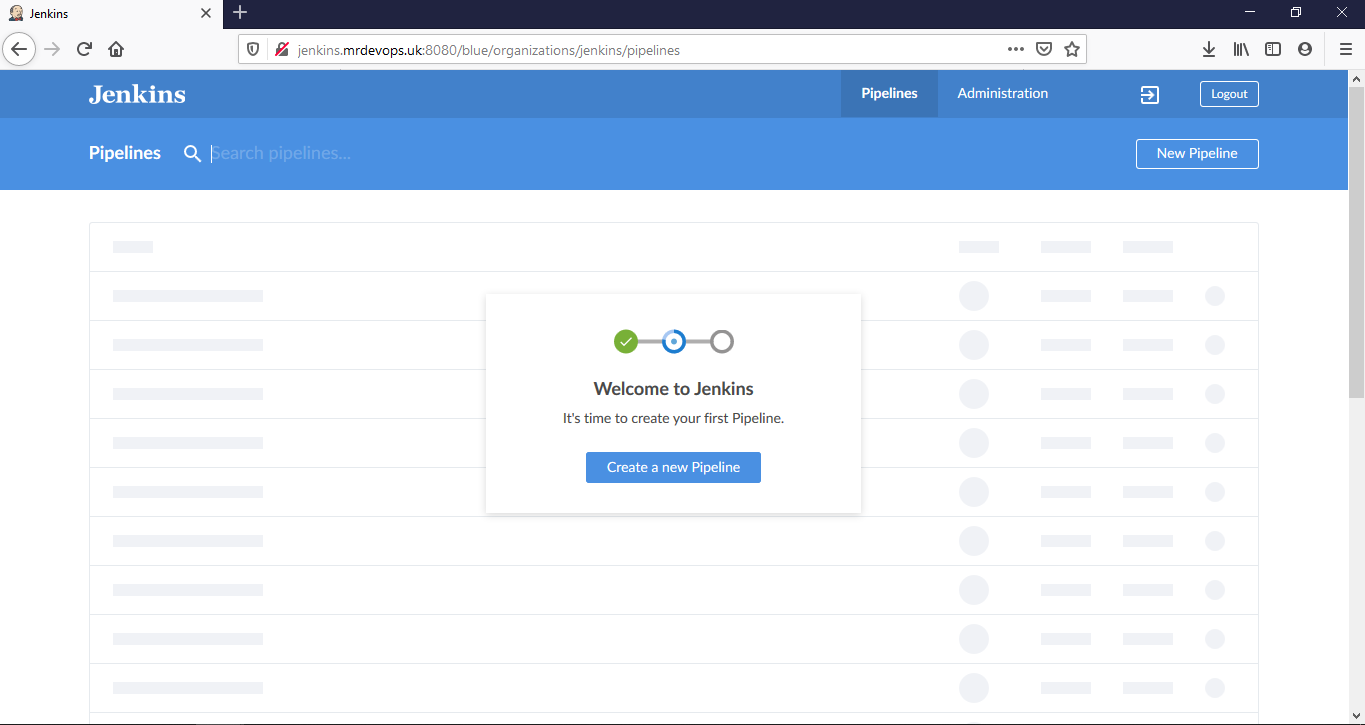 Jenkins
jenkins.mrdevops.uk:8080/blue/organizations/jenkins/pipelines
Jenkins
Pipelines
Administration
Logout
Pipelines
Search pipelines...
New Pipeline
Welcome to Jenkins
It's time to create your first Pipeline.
Create a new Pipeline